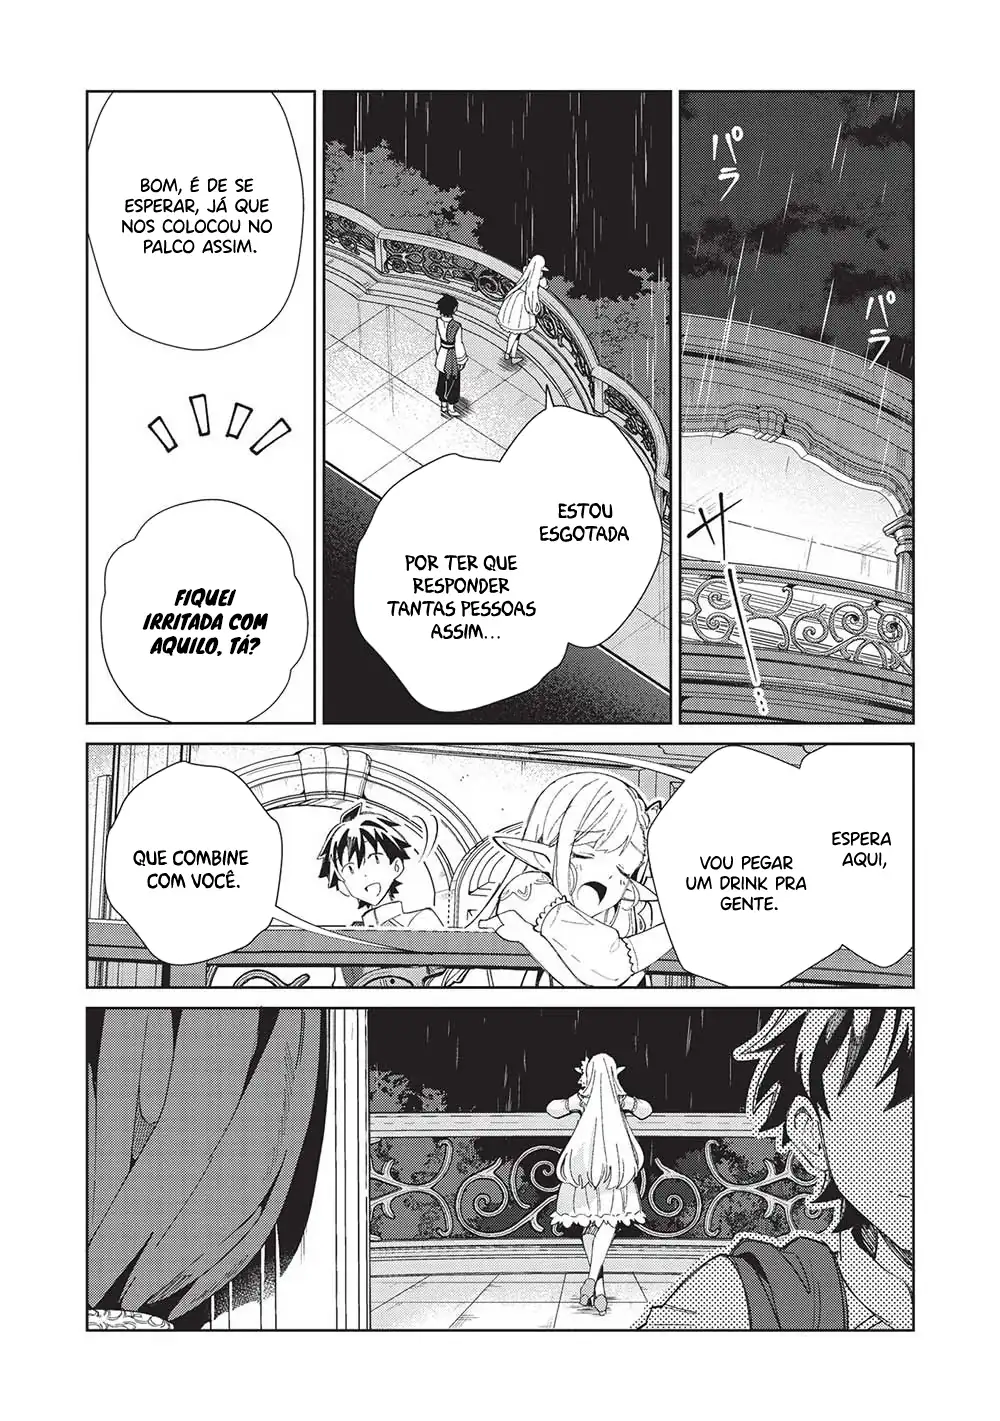 パラ
パラ
ザ…
ESTOU
ESGOTADA
POR TER QUE
RESPONDER
TANTAS PESSOAS
ASSIM...
BOM, É DE SE
ESPERAR, JÁ QUE
NOS COLOCOU NO
PALCO ASSIM.
FIQUEI
IRRITADA COM
AQUILO, TÁ?
ESPERA
AQUI,
VOU PEGAR
UM DRINK PRA
GENTE.
QUE COMBINE
COM VOCÊ.